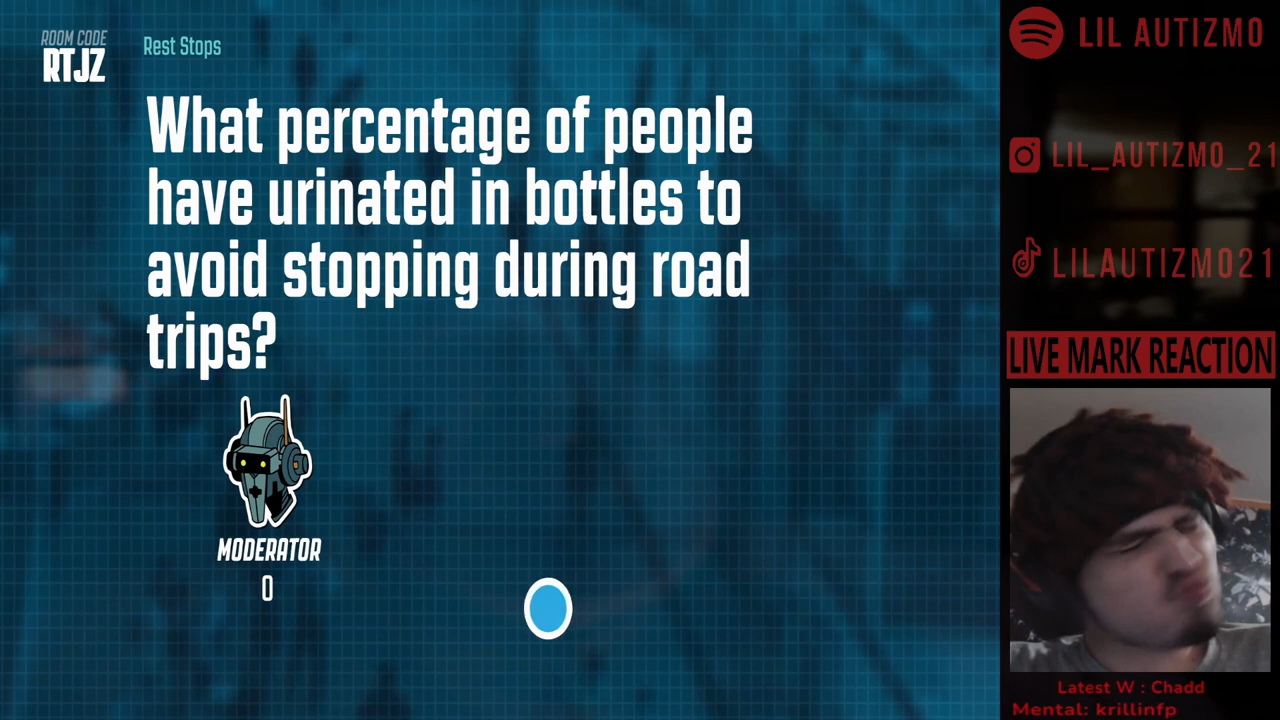 ROOM CODE
RTJZ
Rest Stops
What percentage of people
have urinated in bottles to
avoid stopping during road
trips?
MODERATOR
0
LIL AUTIZMO
LIL_AUTIZMO_21
LILAUTIZMO21
LIVE MARK REACTION
Latest W : Chadd
Mental: krillinfp